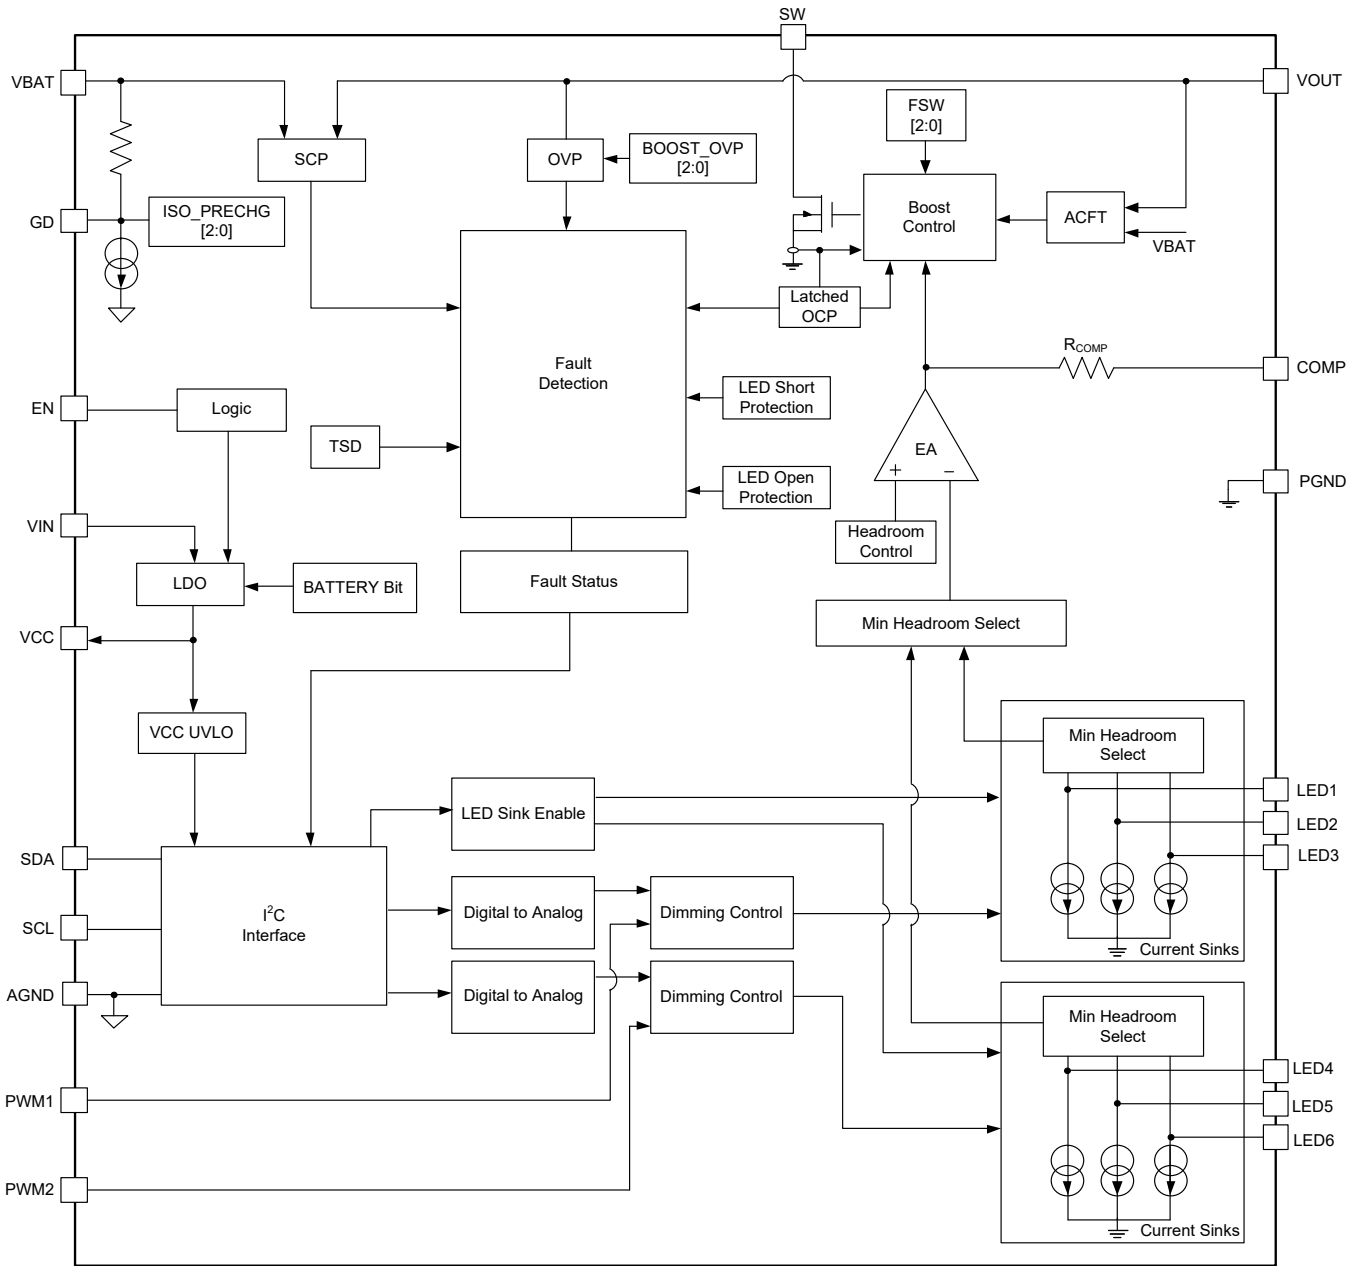 SW
VBAT
VOUT
FSW
[2:0]
SCP
OVP
BOOST_OVP
[2:0]
GD
ISO_PRECHG
[2:0]
Boost
Control
ACFT
VBAT
Latched
OCP
Fault
Detection
RCOMP
COMP
LED Short
Protection
EN
Logic
TSD
EA
+
−
LED Open
Protection
PGND
VIN
Headroom
Control
LDO
BATTERY Bit
Fault Status
VCC
Min Headroom Select
VCC UVLO
Min Headroom
Select
LED1
LED2
LED3
LED Sink Enable
SDA
SCL
AGND
I2C
Interface
Digital to Analog
Dimming Control
Current Sinks
Digital to Analog
Dimming Control
Min Headroom
Select
LED4
LED5
LED6
PWM1
PWM2
Current Sinks